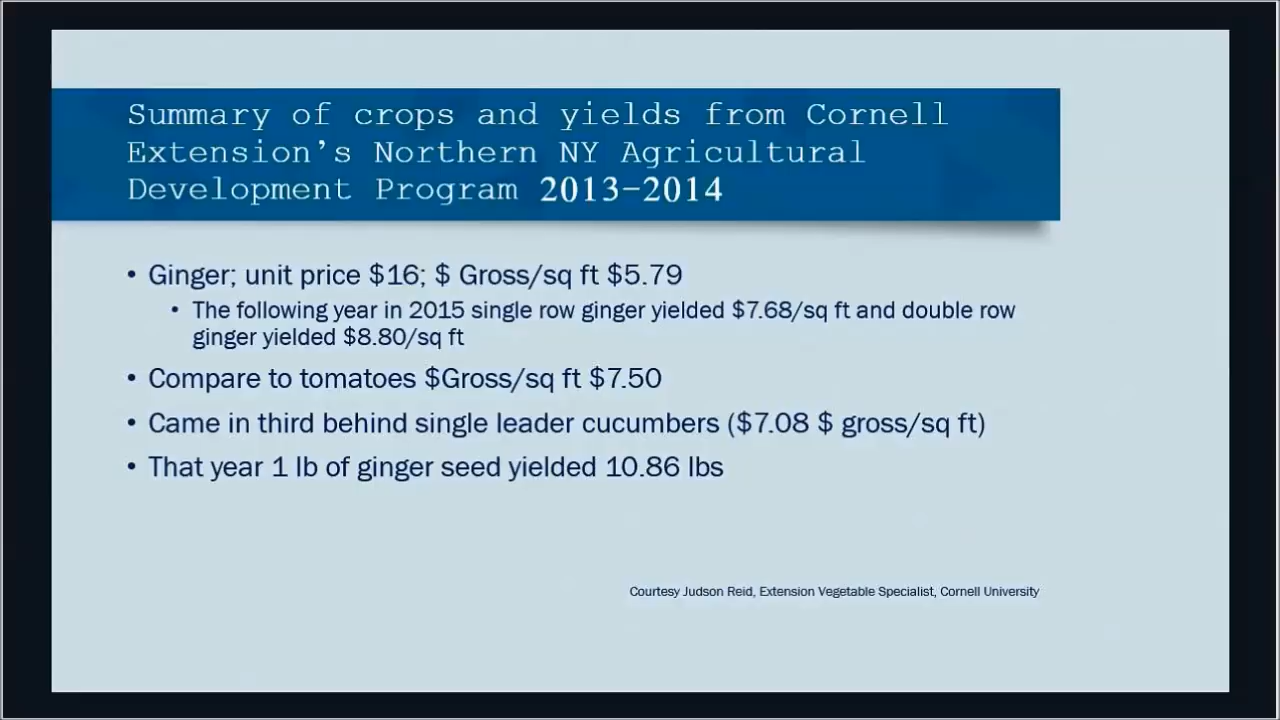 Summary of crops and yields from Cornell
Extension’s Northern NY Agricultural
Development Program 2013–2014
• Ginger; unit price $16; $ Gross/sq ft $5.79
• The following year in 2015 single row ginger yielded $7.68/sq ft and double row
ginger yielded $8.80/sq ft
• Compare to tomatoes $Gross/sq ft $7.50
• Came in third behind single leader cucumbers ($7.08 $ gross/sq ft)
• That year 1 lb of ginger seed yielded 10.86 lbs
Courtesy Judson Reid, Extension Vegetable Specialist, Cornell University